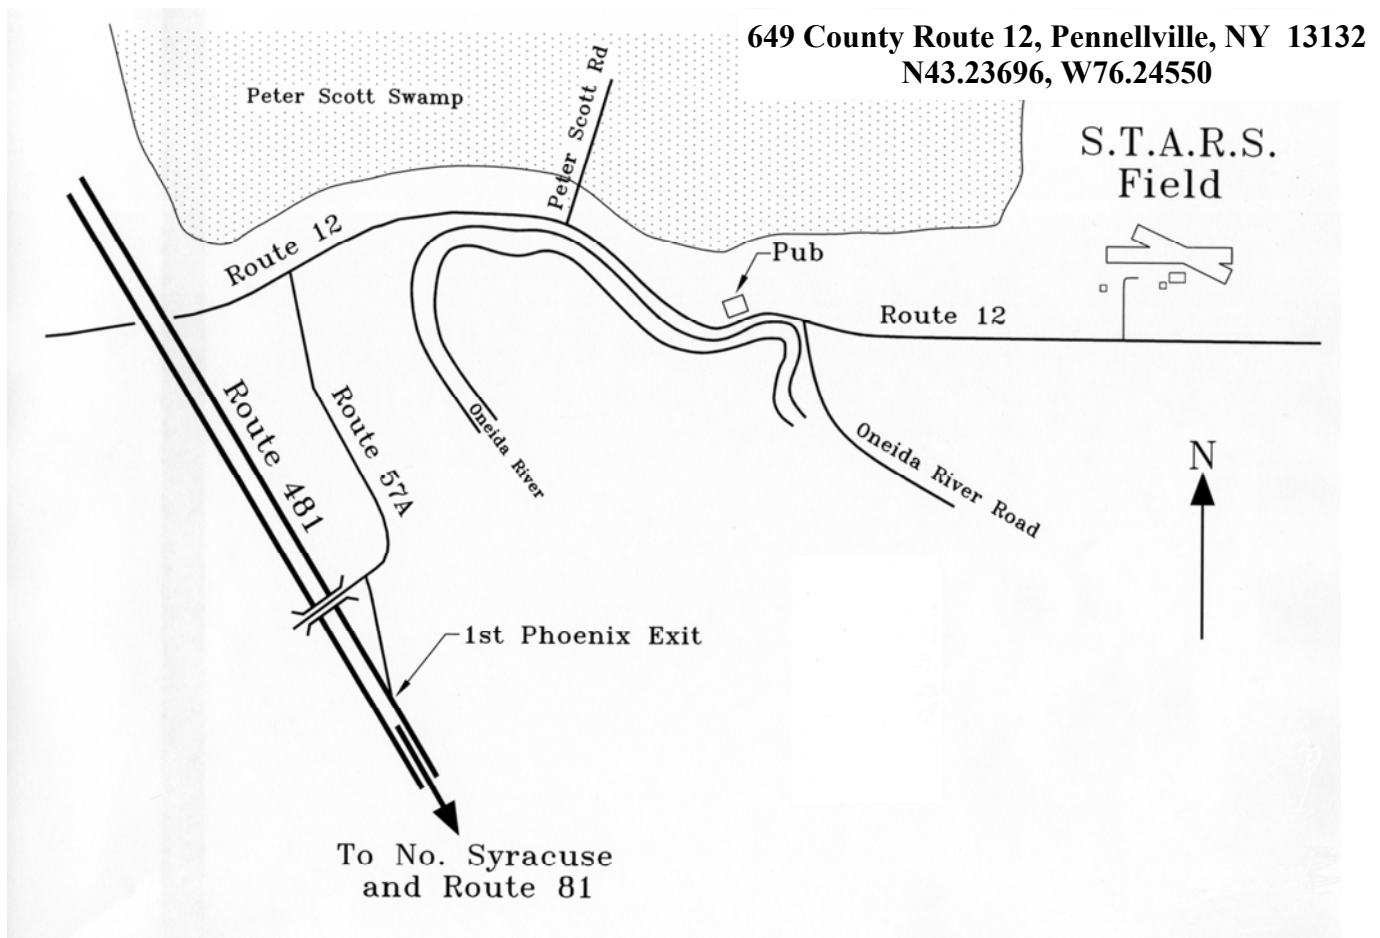 649 County Route 12, Pennellville, NY 13132
N43.23696, W76.24550
Peter Scott Swamp
Peter Scott Rd
S.T.A.R.S.
Field
Route 12
Pub
Route 12
Route 481
Route 57A
Oneida River
Oneida River Road
N
1st Phoenix Exit
To No. Syracuse
and Route 81